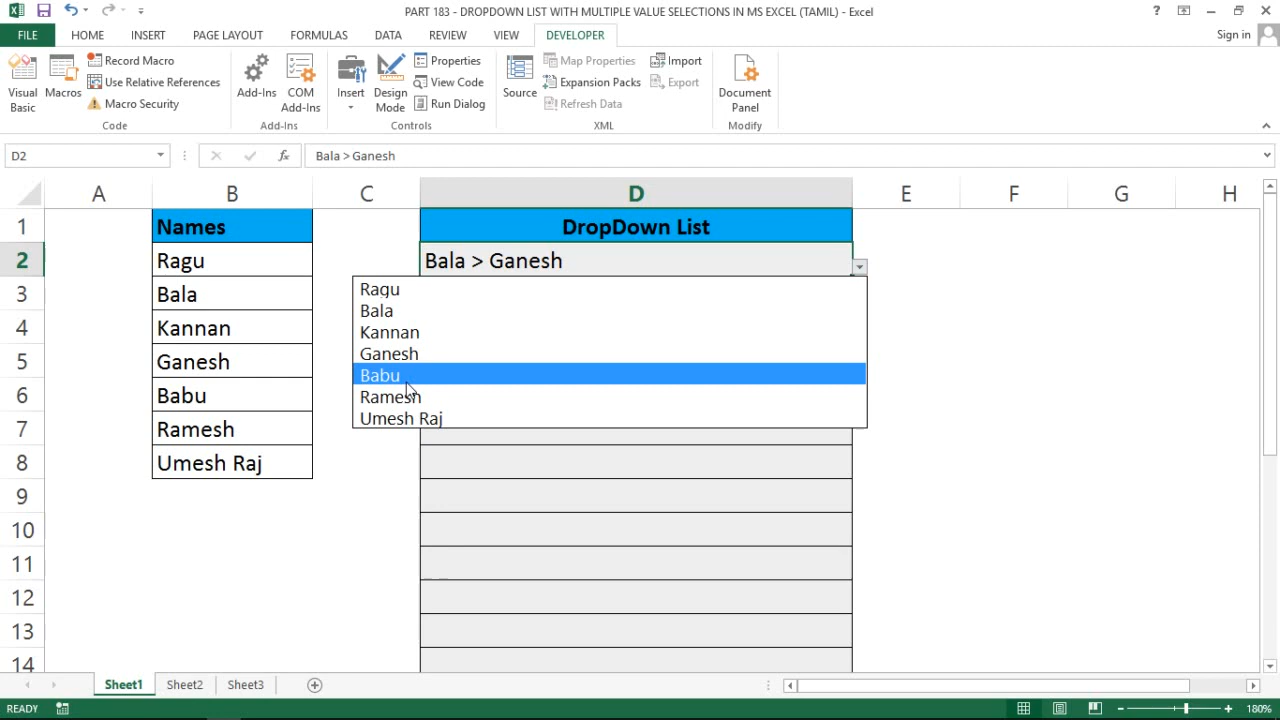 PART 183 - DROPDOWN LIST WITH MULTIPLE VALUE SELECTIONS IN MS EXCEL (TAMIL) - Excel
?
FILE HOME INSERT PAGE LAYOUT FORMULAS DATA REVIEW VIEW DEVELOPER Sign in
Visual Basic
Macros
Record Macro
Use Relative References
Macro Security
Code
Add-Ins
COM Add-Ins
Add-Ins
Insert
Design Mode
Properties
View Code
Run Dialog
Controls
Source
Map Properties
Expansion Packs
Refresh Data
Import
Export
XML
Document Panel
Modify
D2 fx Bala > Ganesh
A B C D E F G H
1 Names DropDown List
2 Ragu Bala > Ganesh
3 Bala
4 Kannan
5 Ganesh
6 Babu
7 Ramesh
8 Umesh Raj
9
10
11
12
13
14
Ragu
Bala
Kannan
Ganesh
Babu
Ramesh
Umesh Raj
Sheet1 Sheet2 Sheet3
READY 180%